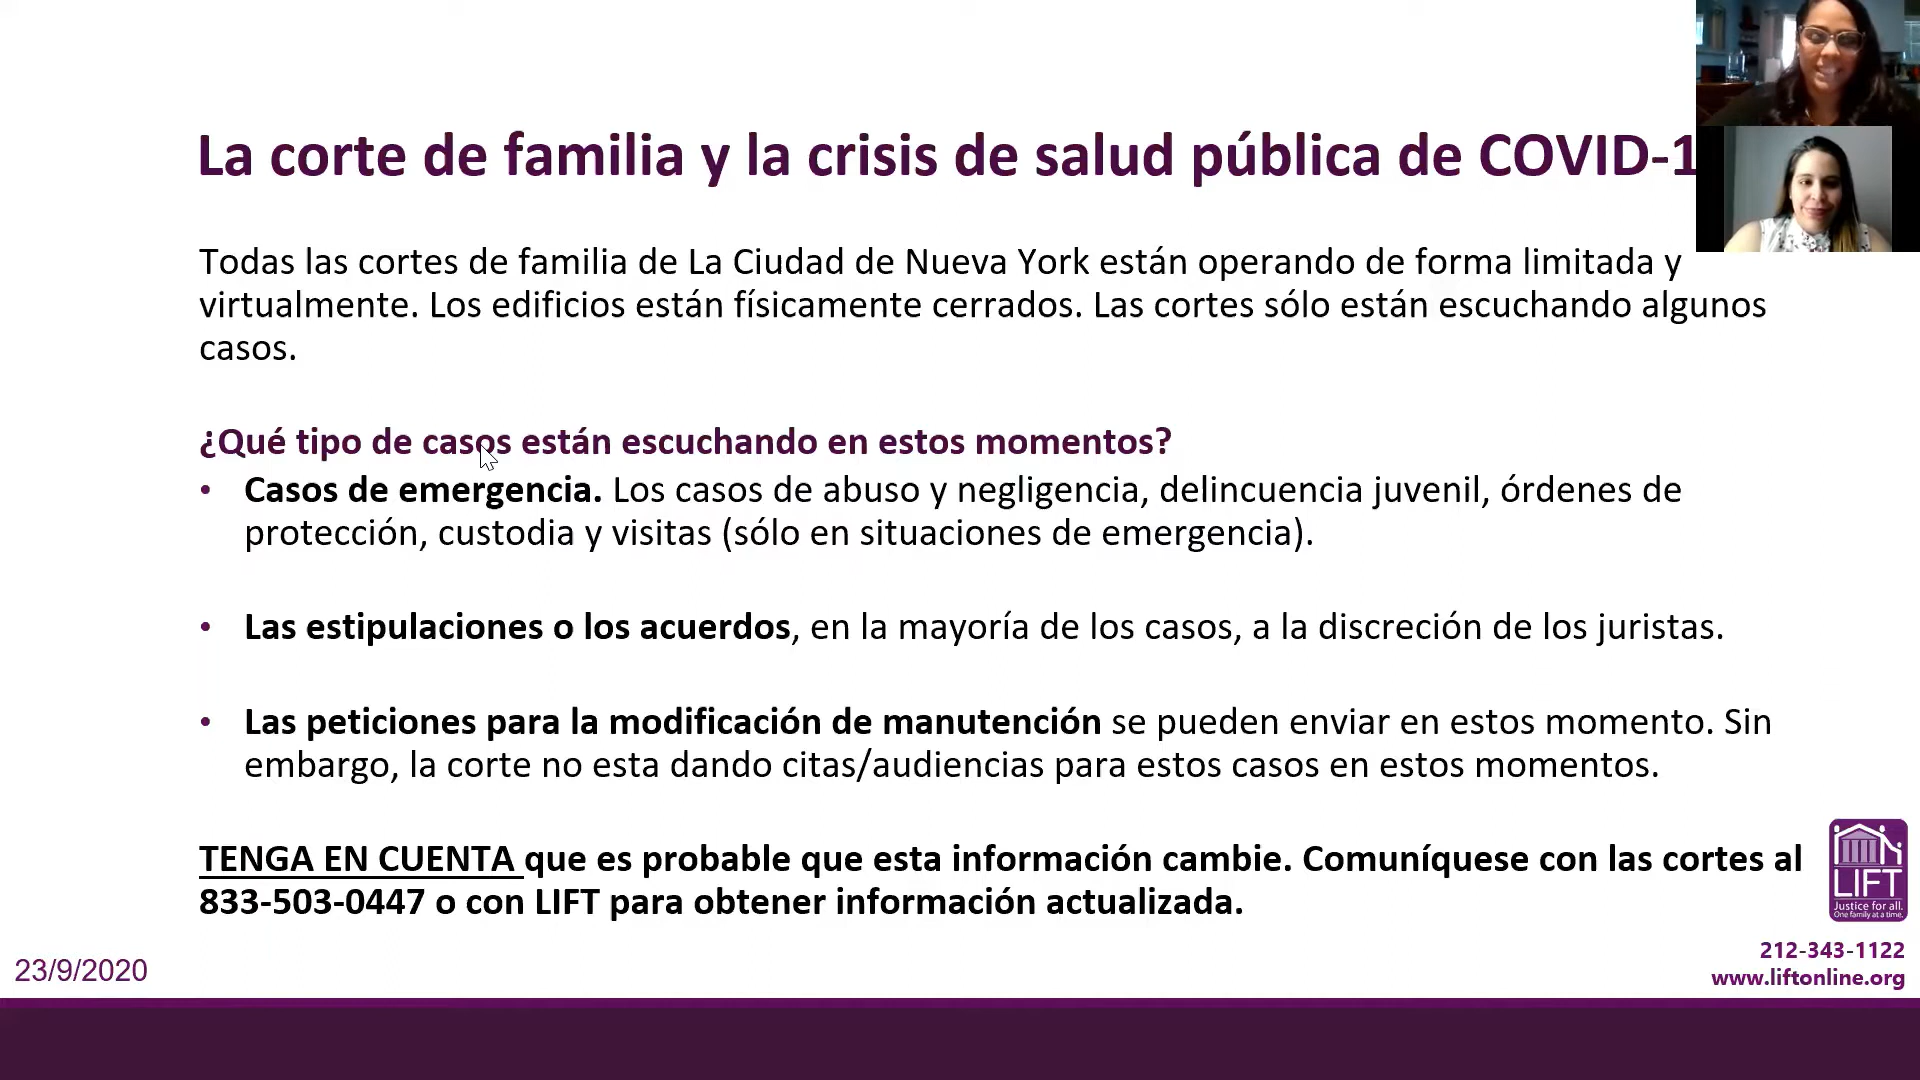 La corte de familia y la crisis de salud pública de COVID-1
Todas las cortes de familia de La Ciudad de Nueva York están operando de forma limitada y
virtualmente. Los edificios están físicamente cerrados. Las cortes sólo están escuchando algunos
casos.
¿Qué tipo de casos están escuchando en estos momentos?
• Casos de emergencia. Los casos de abuso y negligencia, delincuencia juvenil, órdenes de
protección, custodia y visitas (sólo en situaciones de emergencia).
• Las estipulaciones o los acuerdos, en la mayoría de los casos, a la discreción de los juristas.
• Las peticiones para la modificación de manutención se pueden enviar en estos momento. Sin
embargo, la corte no esta dando citas/audiencias para estos casos en estos momentos.
TENGA EN CUENTA que es probable que esta información cambie. Comuníquese con las cortes al
833-503-0447 o con LIFT para obtener información actualizada.
LIFT
Justice for all.
One family at a time.
212-343-1122
www.liftonline.org
23/9/2020